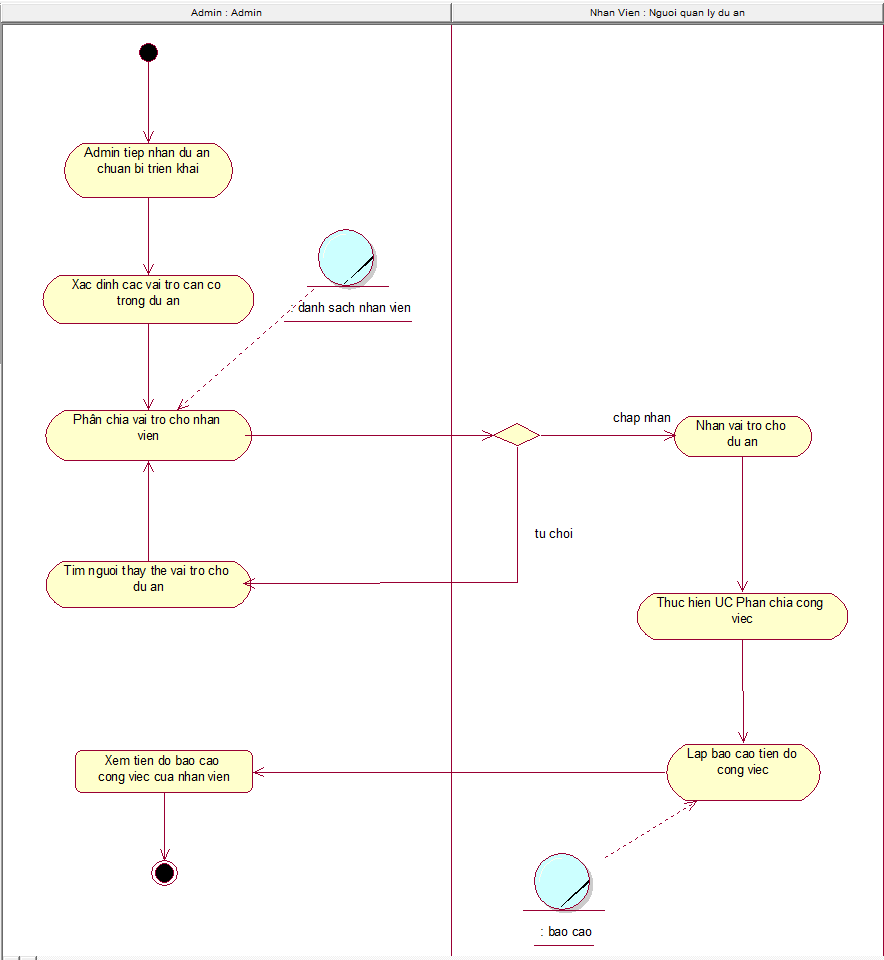 Admin : Admin
Nhan Vien : Nguoi quan ly du an
Admin tiep nhan du an
chuan bi trien khai
Xac dinh cac vai tro can co
trong du an
: danh sach nhan vien
Phân chia vai tro cho nhan
vien
chap nhan
Nhan vai tro cho
du an
tu choi
Tim nguoi thay the vai tro cho
du an
Thuc hien UC Phan chia cong
viec
Lap bao cao tien do
cong viec
Xem tien do bao cao
cong viec cua nhan vien
: bao cao